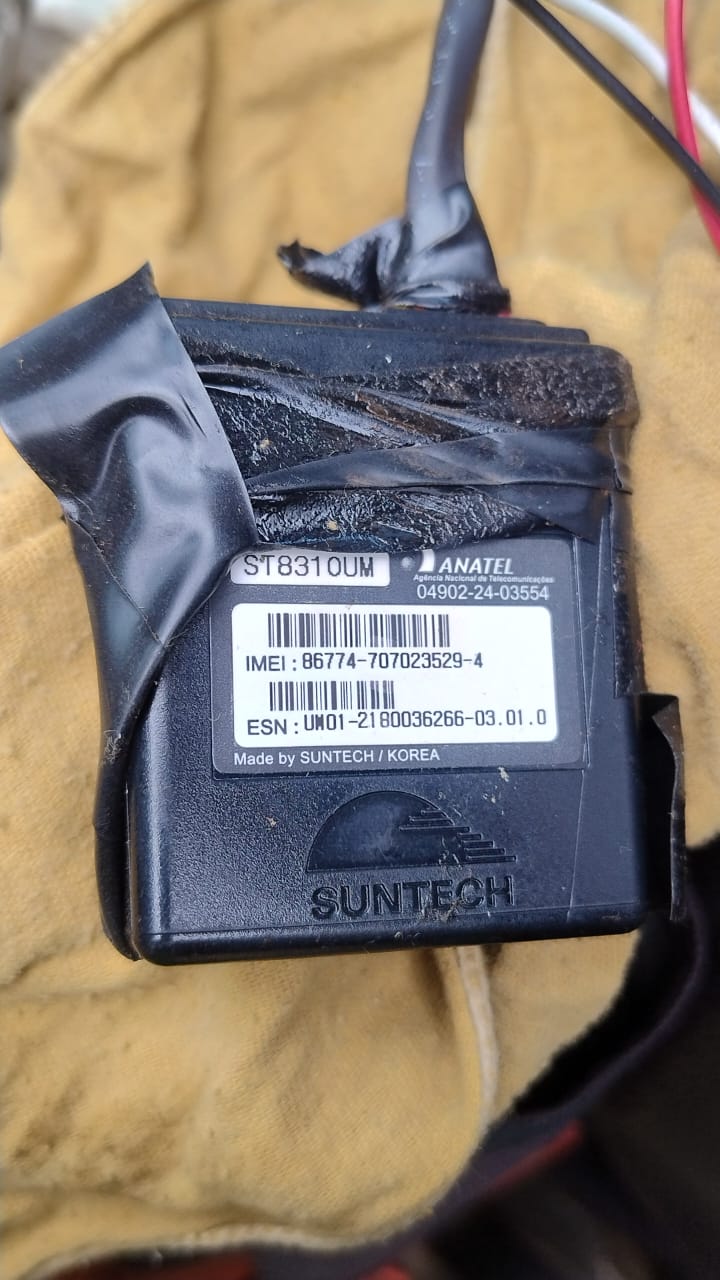 ST8310UM
ANATEL
Agência Nacional de Telecomunicações
04902-24-03554
IMEI : 86774-707023529-4
ESN : UM01-2180036266-03.01.0
Made by SUNTECH / KOREA
SUNTECH